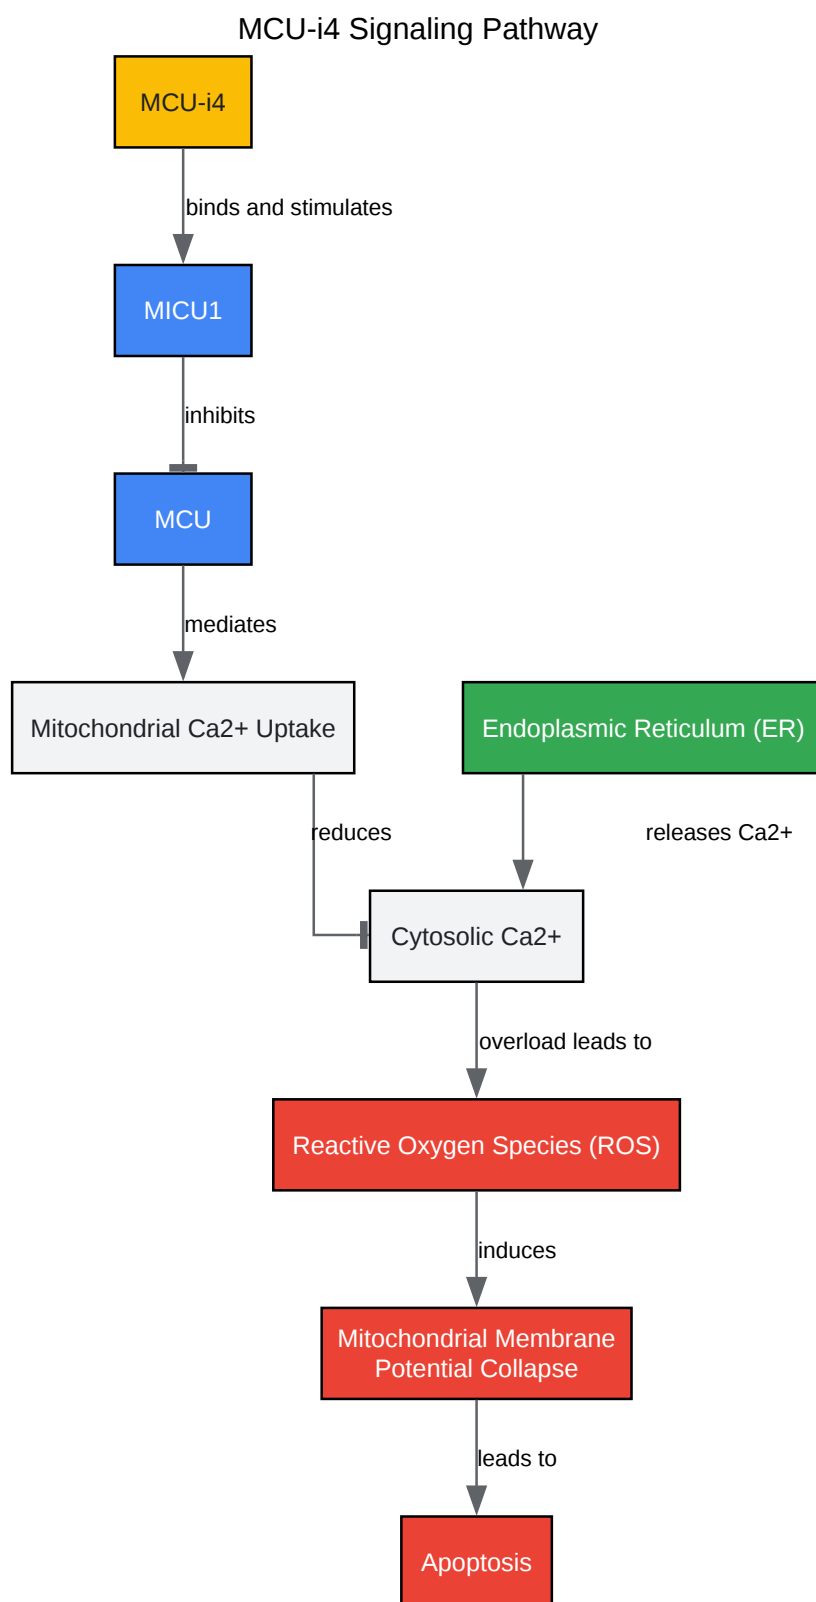 MCU-i4 Signaling Pathway
MCU-i4
binds and stimulates
MICU1
inhibits
MCU
mediates
Mitochondrial Ca2+ Uptake
Endoplasmic Reticulum (ER)
reduces
releases Ca2+
Cytosolic Ca2+
overload leads to
Reactive Oxygen Species (ROS)
induces
Mitochondrial Membrane
Potential Collapse
leads to
Apoptosis